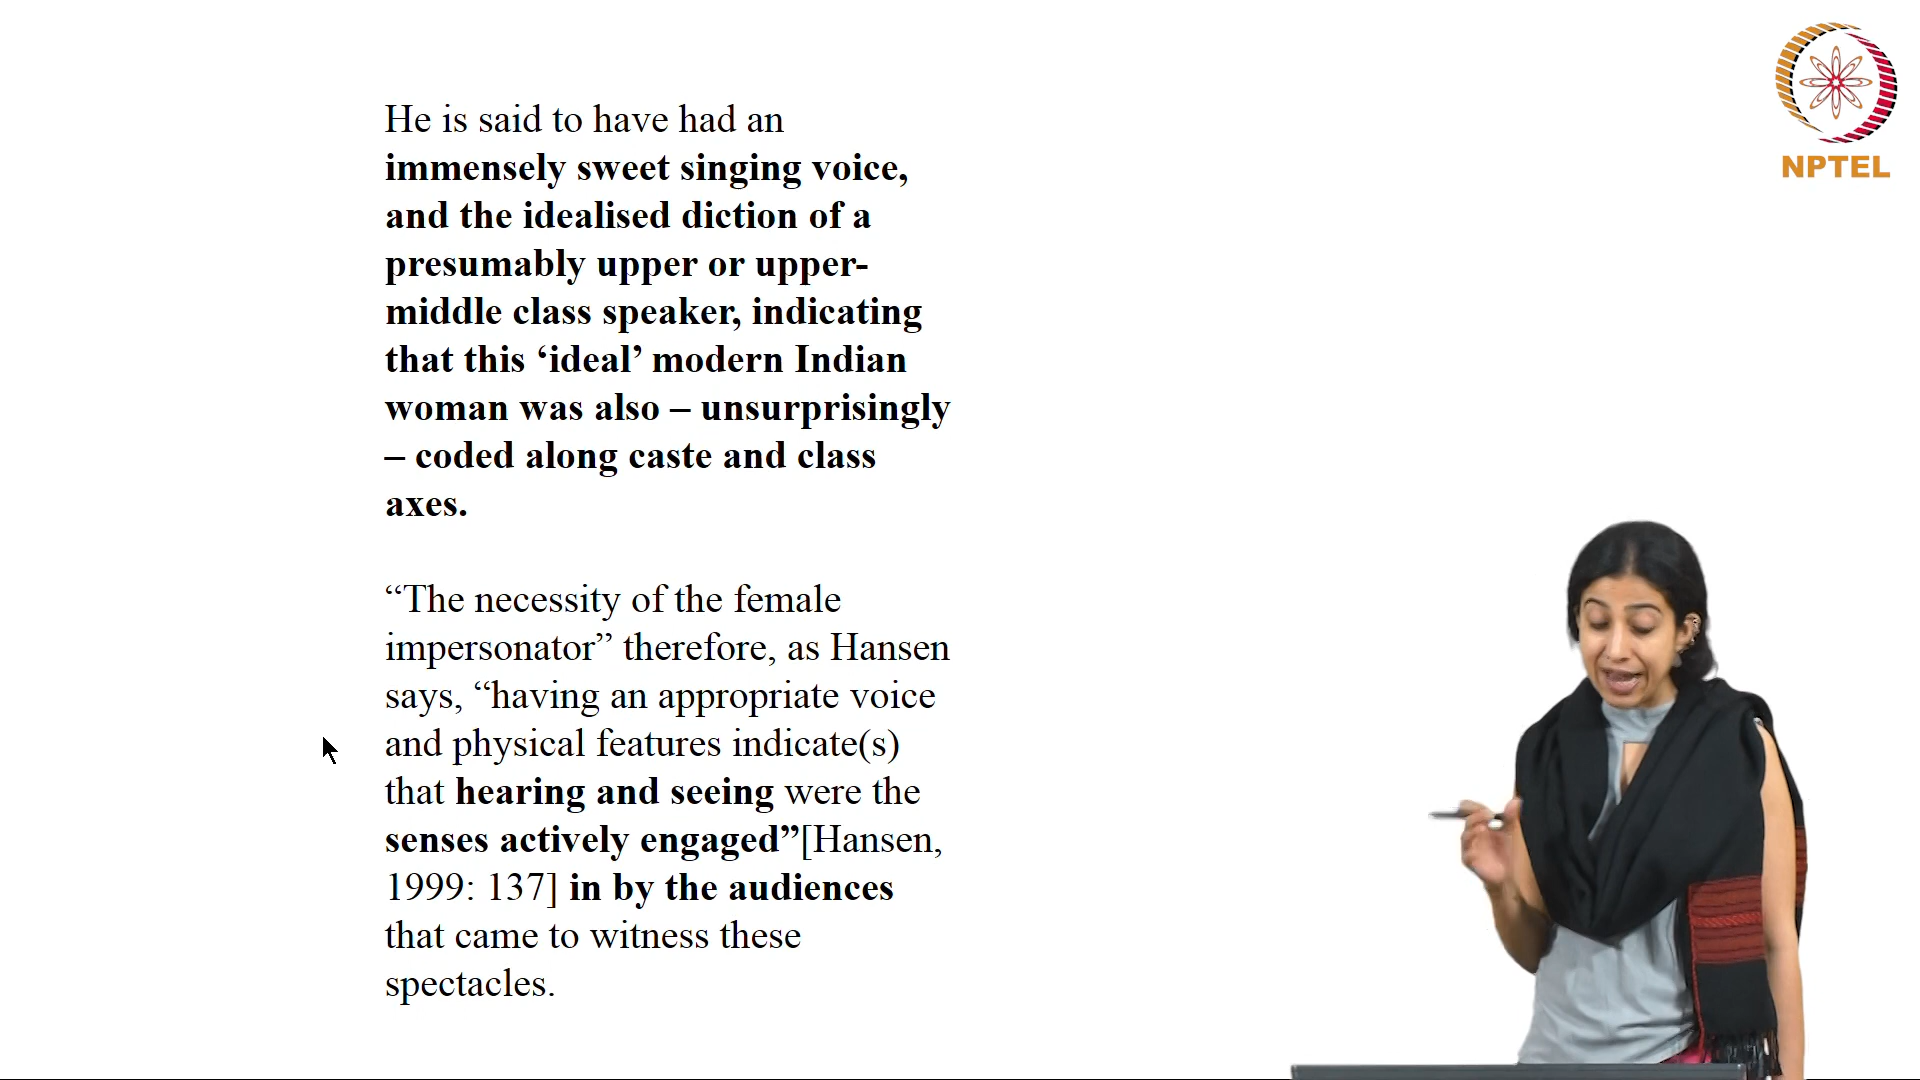 He is said to have had an
immensely sweet singing voice,
and the idealised diction of a
presumably upper or upper-
middle class speaker, indicating
that this ‘ideal’ modern Indian
woman was also – unsurprisingly
– coded along caste and class
axes.
“The necessity of the female
impersonator” therefore, as Hansen
says, “having an appropriate voice
and physical features indicate(s)
that hearing and seeing were the
senses actively engaged”[Hansen,
1999: 137] in by the audiences
that came to witness these
spectacles.
NPTEL